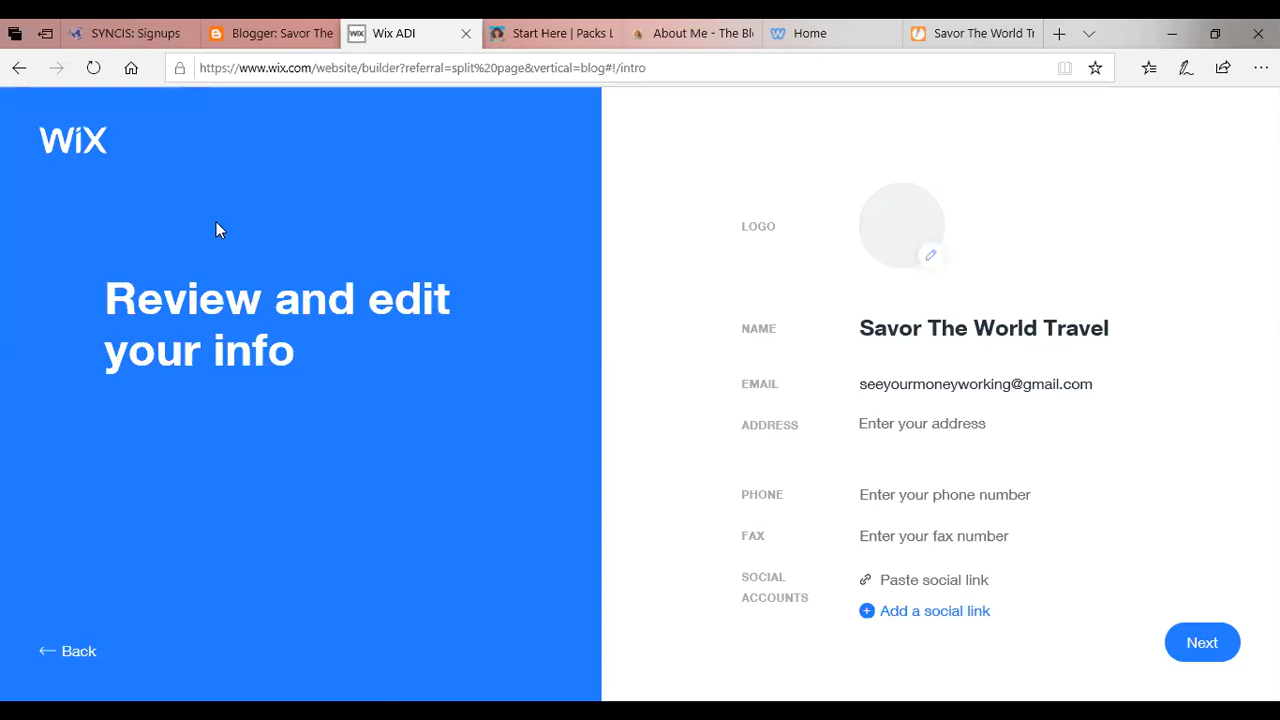 SYNCIS: Signups
Blogger: Savor The
Wix ADI
Start Here | Packs L
About Me - The Bl
Home
Savor The World Tr
https://www.wix.com/website/builder?referral=split%20page&vertical=blog#!/intro
WiX
Review and edit
your info
Back
LOGO
NAME Savor The World Travel
EMAIL seeyourmoneyworking@gmail.com
ADDRESS Enter your address
PHONE Enter your phone number
FAX Enter your fax number
SOCIAL
ACCOUNTS
Paste social link
Add a social link
Next